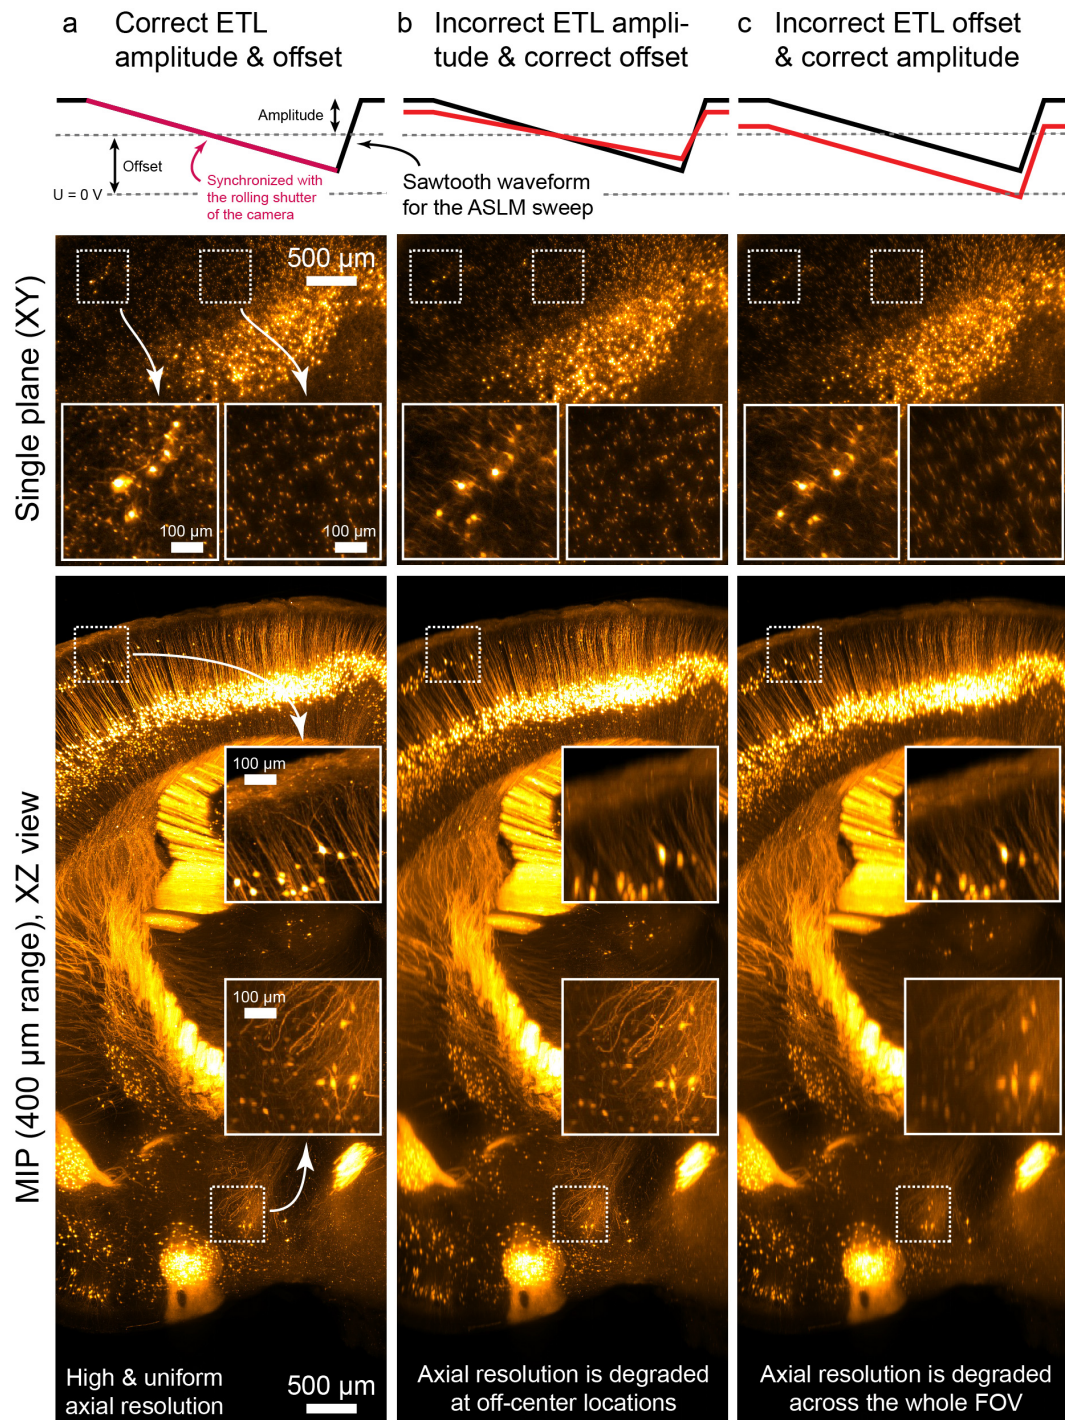 a Correct ETL
amplitude & offset
b Incorrect ETL ampli-
tude & correct offset
c Incorrect ETL offset
& correct amplitude
Amplitude
Offset
U = 0 V
Synchronized with
the rolling shutter
of the camera
Sawtooth waveform
for the ASLM sweep
Single plane (XY)
500 µm
100 µm
100 µm
MIP (400 µm range), XZ view
100 µm
100 µm
High & uniform
axial resolution
500 µm
Axial resolution is degraded
at off-center locations
Axial resolution is degraded
across the whole FOV